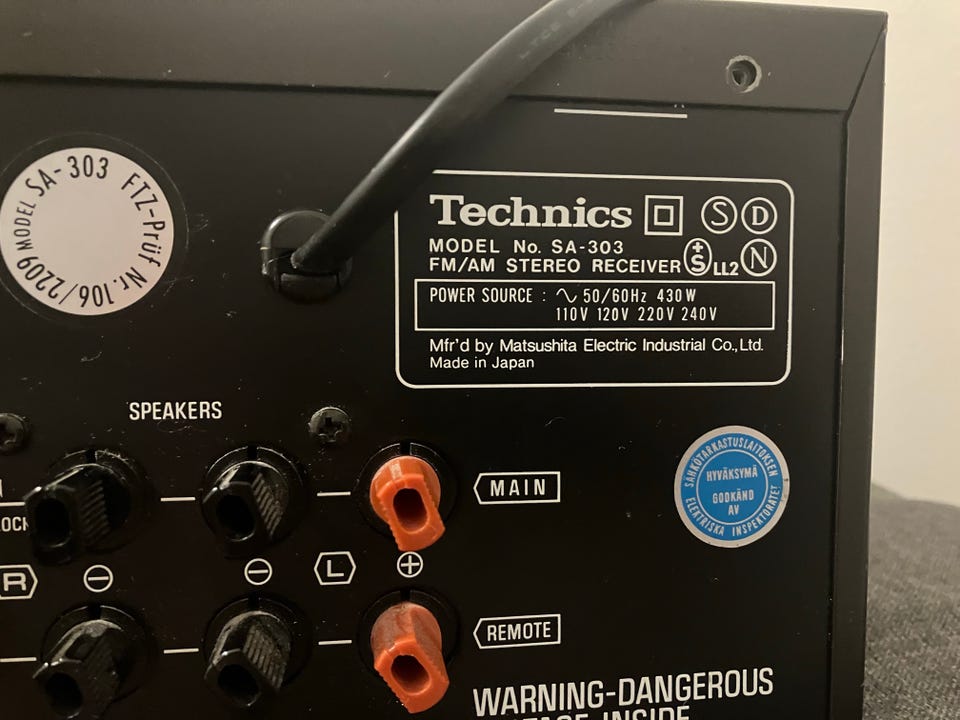 MODEL SA-303 FTZ-Prüf Nr. 106/2209
Technics S D
MODEL No. SA-303
FM/AM STEREO RECEIVER +S LL2 N
POWER SOURCE : ∿ 50/60Hz 430W
110V 120V 220V 240V
Mfr'd by Matsushita Electric Industrial Co., Ltd.
Made in Japan
SPEAKERS
MAIN
SÄHKÖTARKASTUSLAITOKSEN
HYVÄKSYMÄ
GODKÄND
AV
ELEKTRISKA INSPEKTORATET
R ⊖ ⊖ L ⊕
REMOTE
WARNING-DANGEROUS
INSIDE